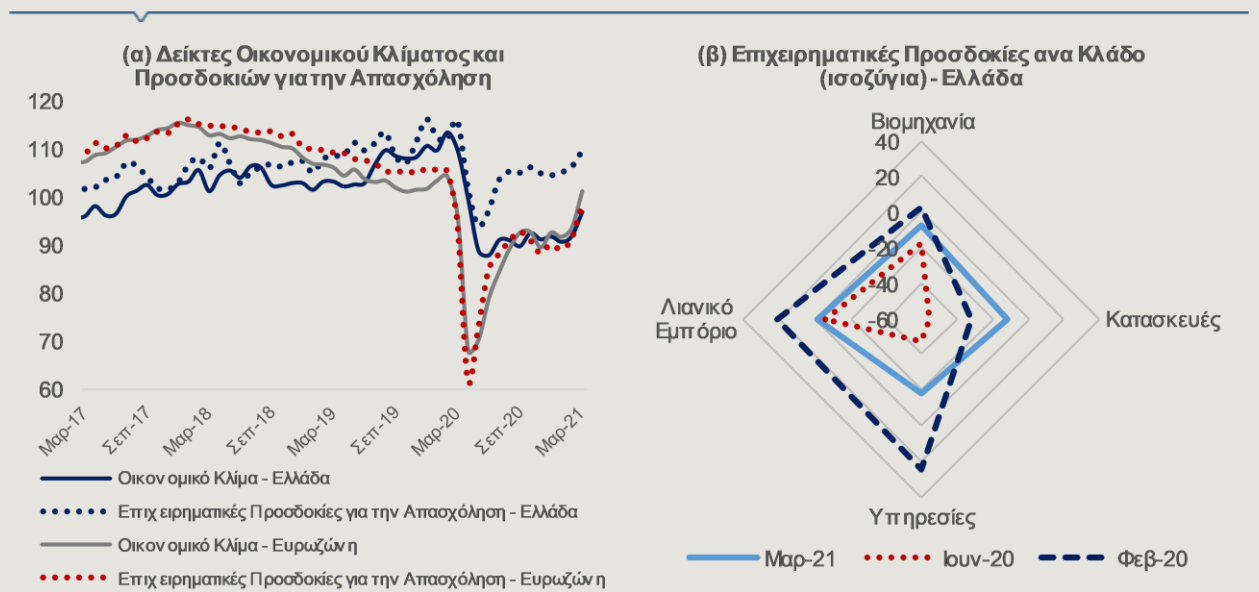 (α) Δείκτες Οικονομικού Κλίματος και
Προσδοκιών για την Απασχόληση
120
110
100
90
80
70
60
Μαρ-17
Σεπ-17
Μαρ-18
Σεπ-18
Μαρ-19
Σεπ-19
Μαρ-20
Σεπ-20
Μαρ-21
Οικονομικό Κλίμα - Ελλάδα
Επιχειρηματικές Προσδοκίες για την Απασχόληση - Ελλάδα
Οικονομικό Κλίμα - Ευρωζώνη
Επιχειρηματικές Προσδοκίες για την Απασχόληση - Ευρωζώνη
(β) Επιχειρηματικές Προσδοκίες ανα Κλάδο
(ισοζύγια) - Ελλάδα
Βιομηχανία
40
20
0
-20
-40
-60
Λιανικό
Εμπόριο
Κατασκευές
Υπηρεσίες
Μαρ-21
Ιουν-20
Φεβ-20